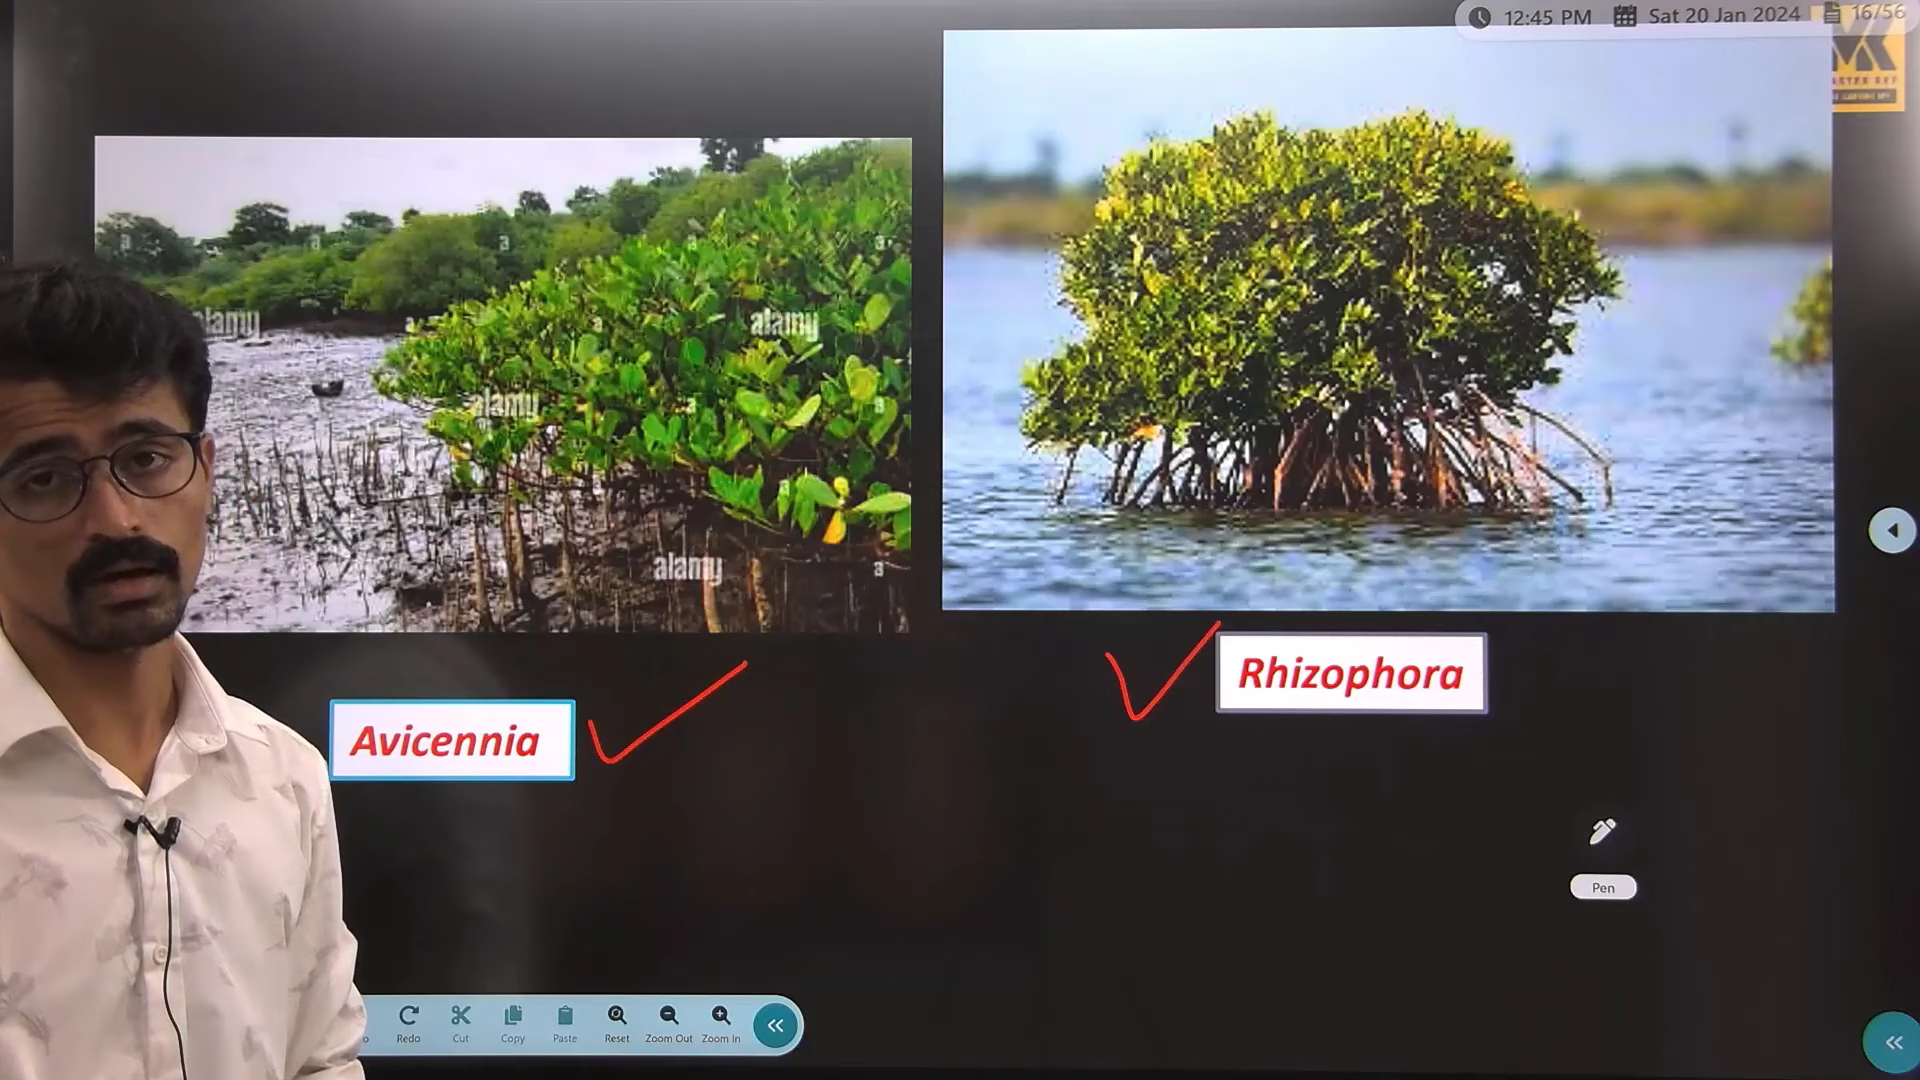 12:45 PM Sat 20 Jan 2024 16/56
alamy
alamy
alamy
alamy
Rhizophora
Avicennia
Pen
Redo Cut Copy Paste Reset Zoom Out Zoom In